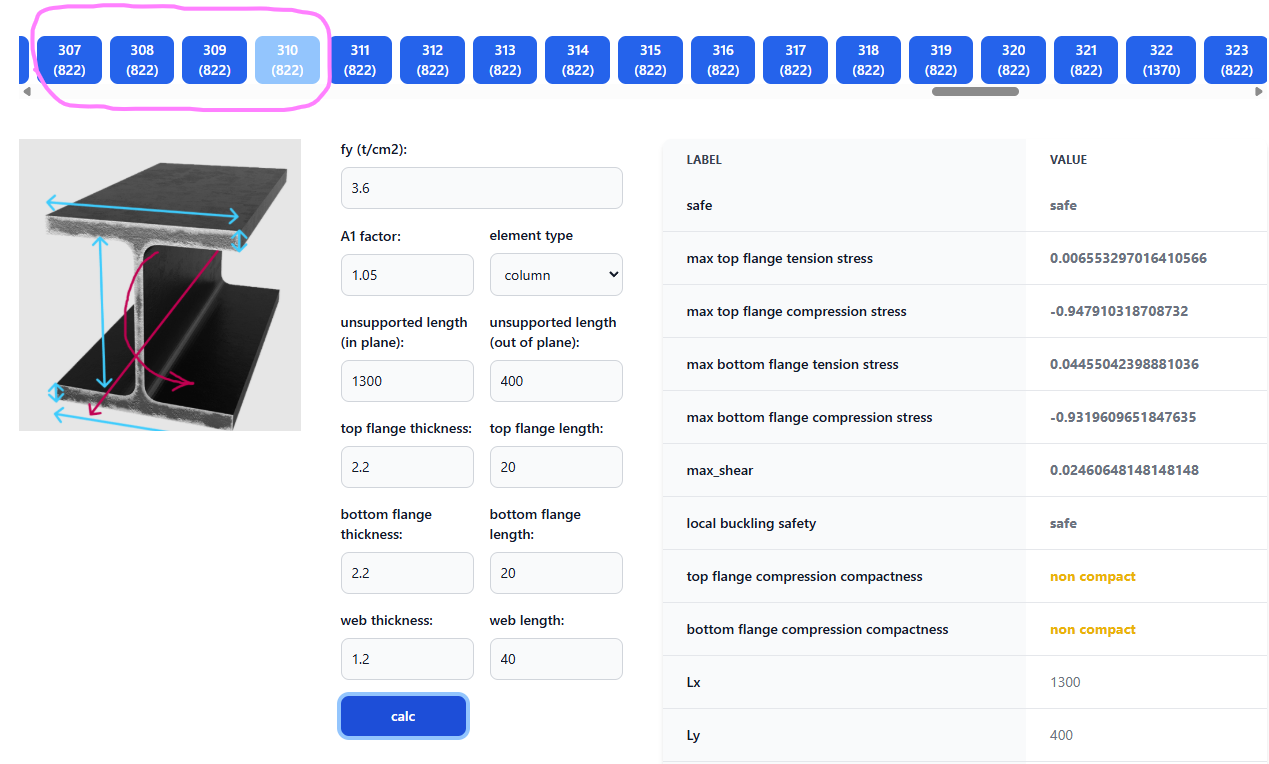 307
(822)
308
(822)
309
(822)
310
(822)
311
(822)
312
(822)
313
(822)
314
(822)
315
(822)
316
(822)
317
(822)
318
(822)
319
(822)
320
(822)
321
(822)
322
(1370)
323
(822)
fy (t/cm2):
3.6
A1 factor:
element type
1.05
column
unsupported length
(in plane):
unsupported length
(out of plane):
1300
400
top flange thickness:
top flange length:
2.2
20
bottom flange
thickness:
bottom flange
length:
2.2
20
web thickness:
web length:
1.2
40
calc
LABEL VALUE
safe safe
max top flange tension stress 0.006553297016410566
max top flange compression stress -0.947910318708732
max bottom flange tension stress 0.04455042398881036
max bottom flange compression stress -0.9319609651847635
max_shear 0.02460648148148148
local buckling safety safe
top flange compression compactness non compact
bottom flange compression compactness non compact
Lx 1300
Ly 400